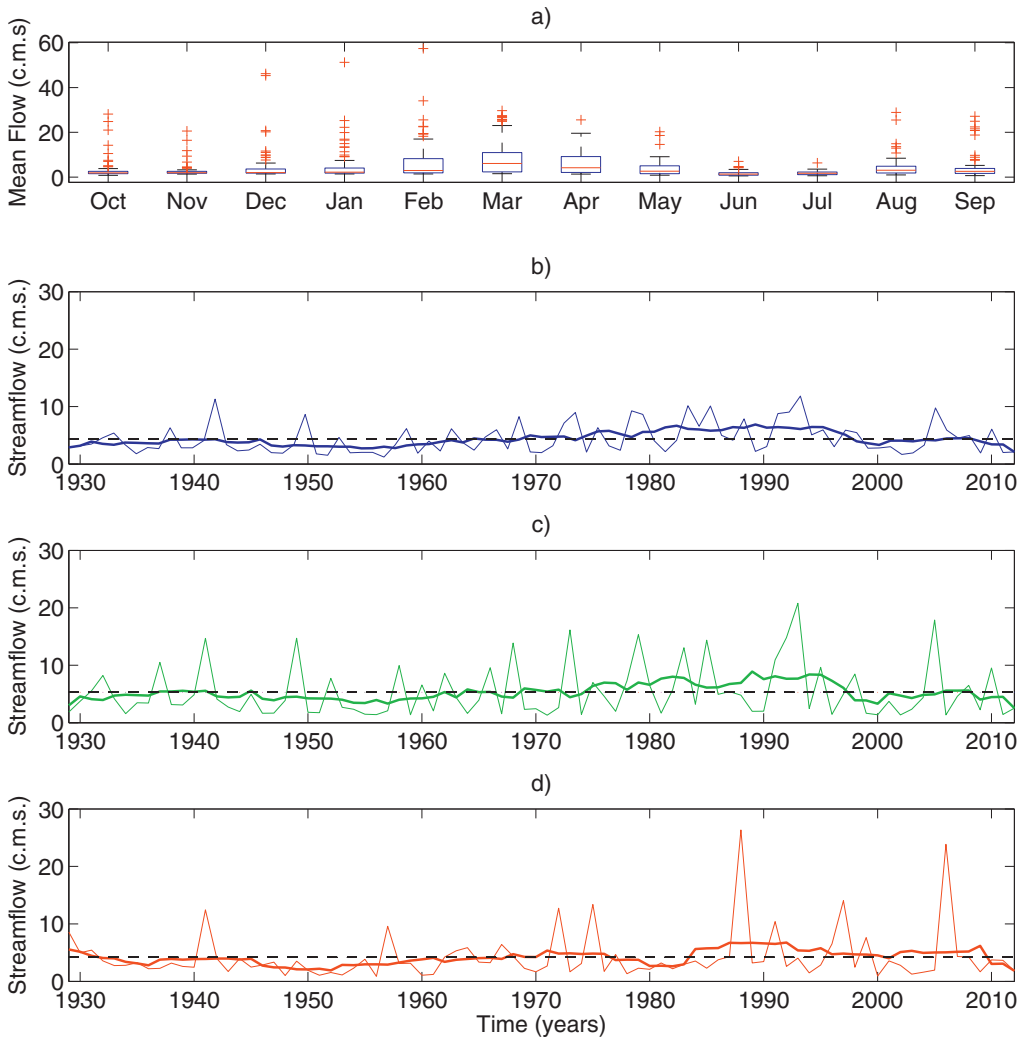 a)
Mean Flow (c.m.s)
60
40
20
0
Oct Nov Dec Jan Feb Mar Apr May Jun Jul Aug Sep
b)
Streamflow (c.m.s.)
30
20
10
0
1930 1940 1950 1960 1970 1980 1990 2000 2010
c)
Streamflow (c.m.s.)
30
20
10
0
1930 1940 1950 1960 1970 1980 1990 2000 2010
d)
Streamflow (c.m.s.)
30
20
10
0
1930 1940 1950 1960 1970 1980 1990 2000 2010
Time (years)